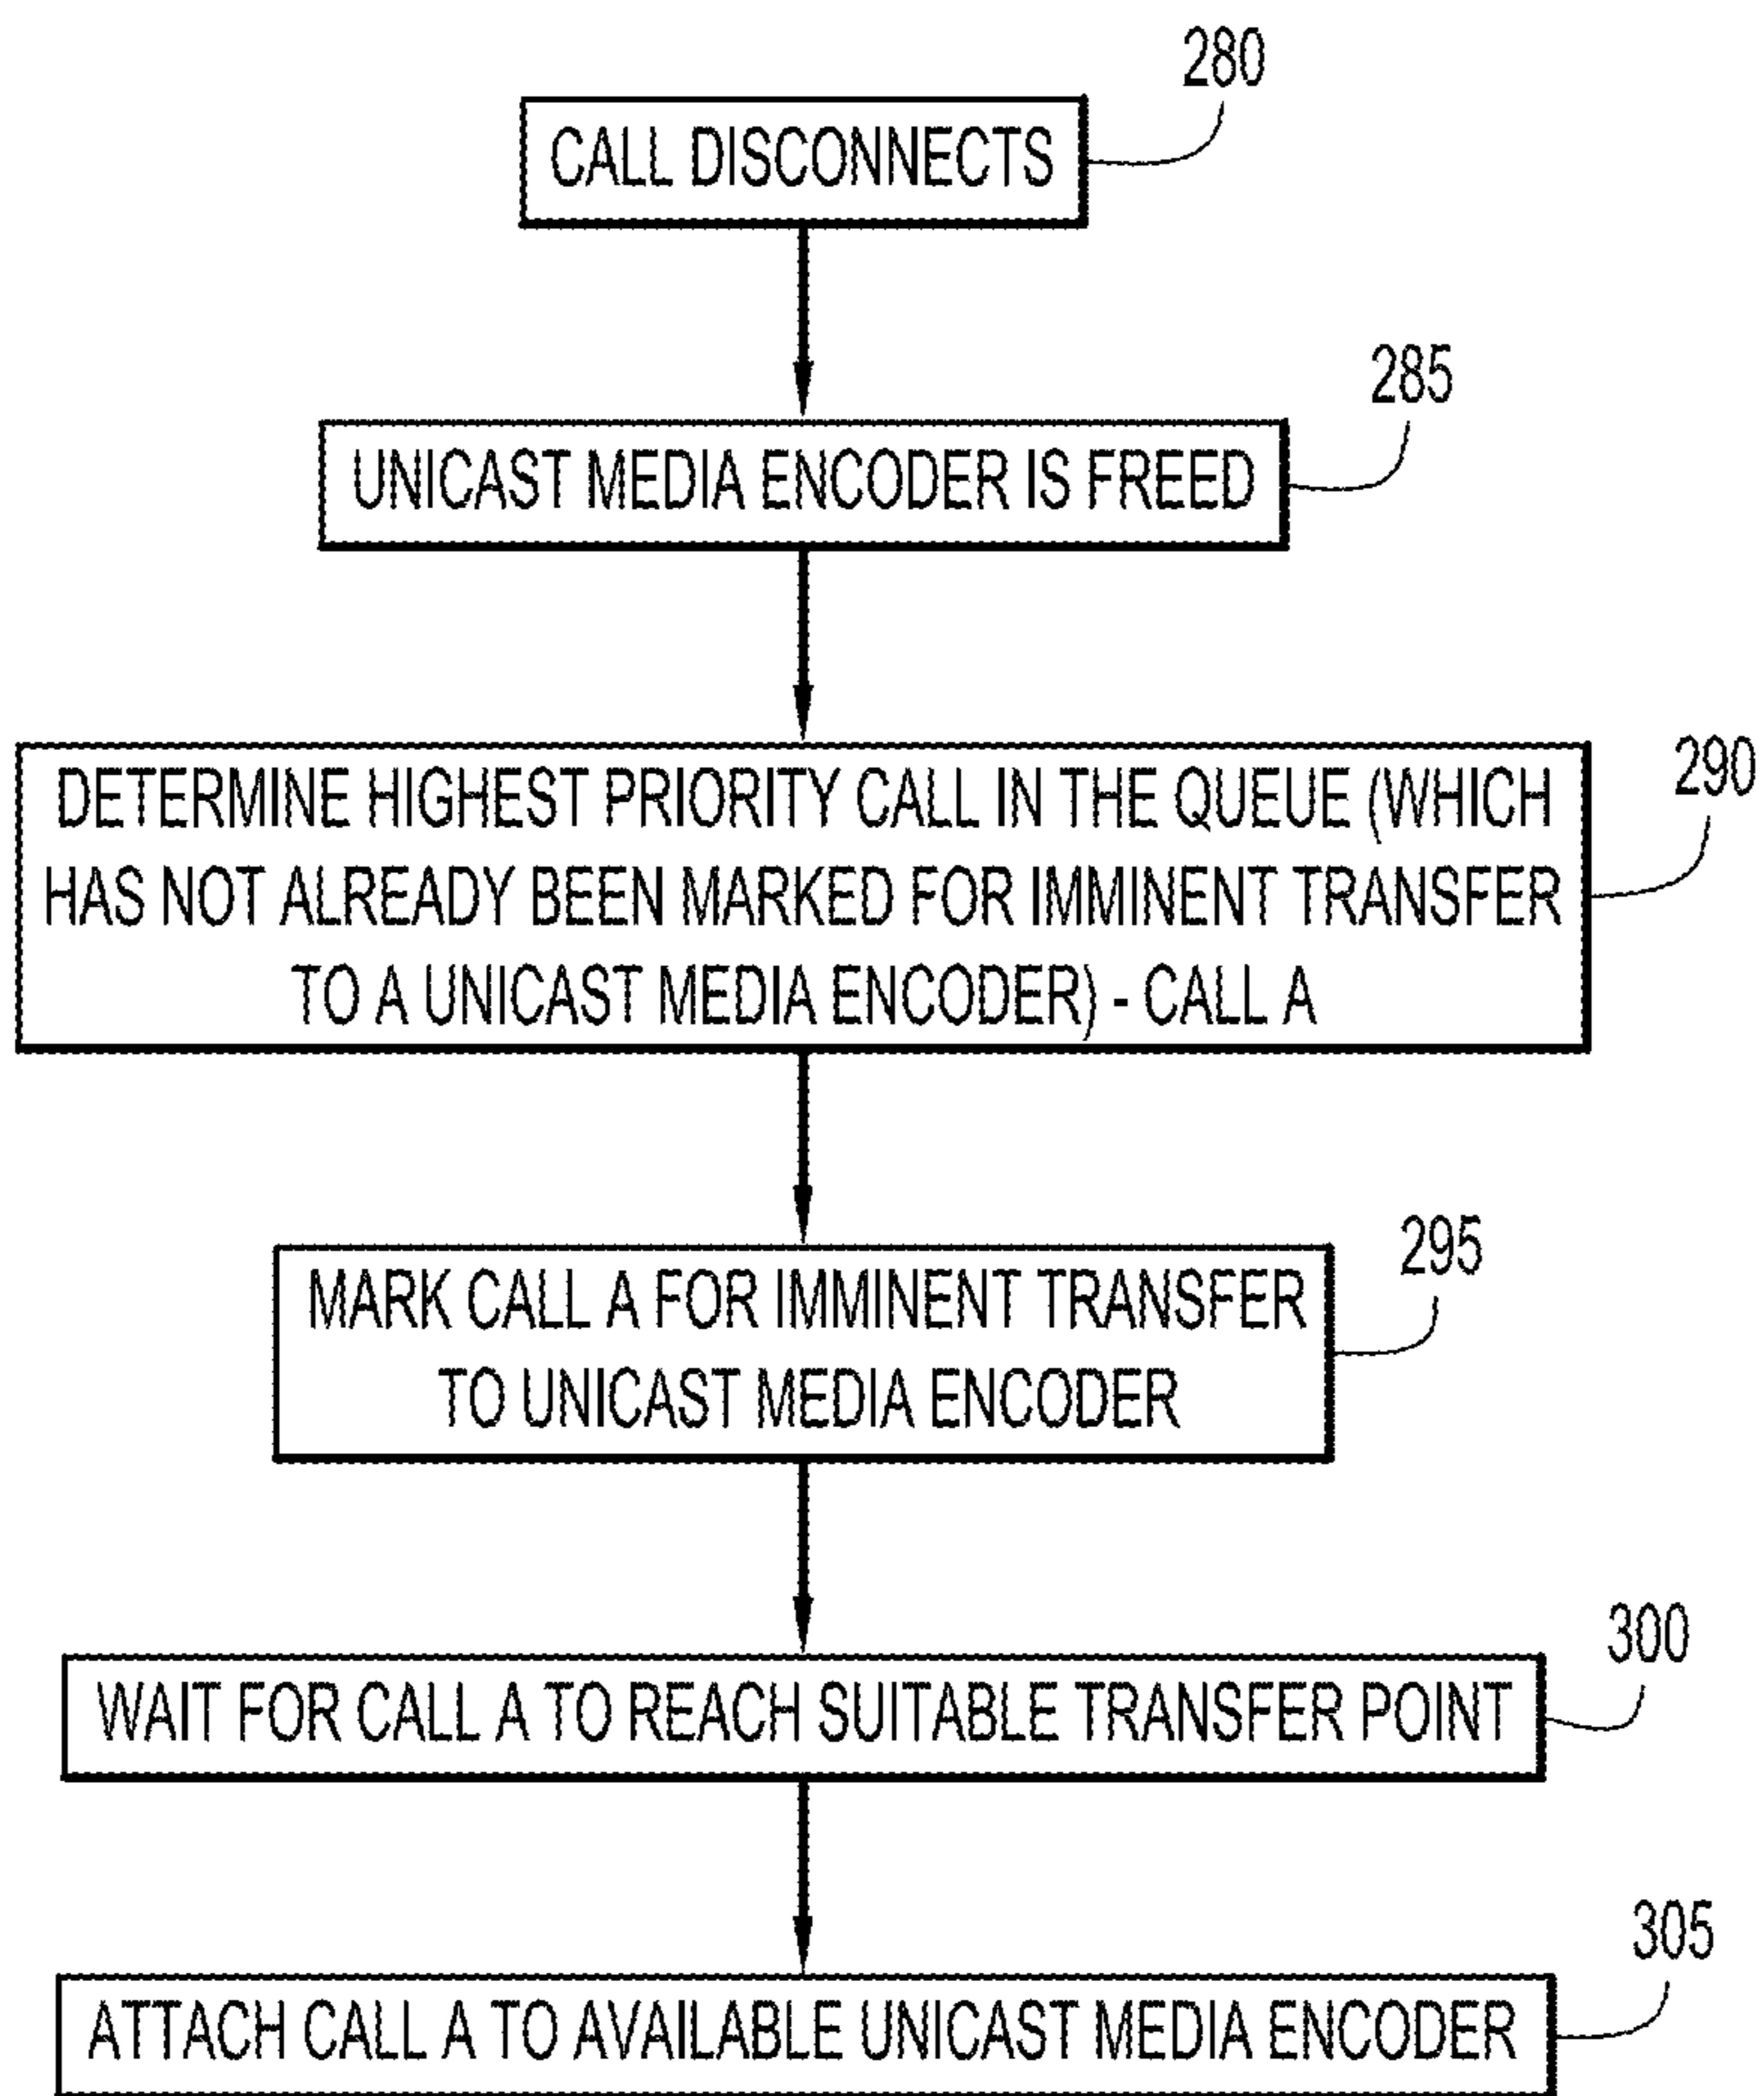 280
CALL DISCONNECTS
285
UNICAST MEDIA ENCODER IS FREED
290
DETERMINE HIGHEST PRIORITY CALL IN THE QUEUE (WHICH
HAS NOT ALREADY BEEN MARKED FOR IMMINENT TRANSFER
TO A UNICAST MEDIA ENCODER) - CALL A
295
MARK CALL A FOR IMMINENT TRANSFER
TO UNICAST MEDIA ENCODER
300
WAIT FOR CALL A TO REACH SUITABLE TRANSFER POINT
305
ATTACH CALL A TO AVAILABLE UNICAST MEDIA ENCODER